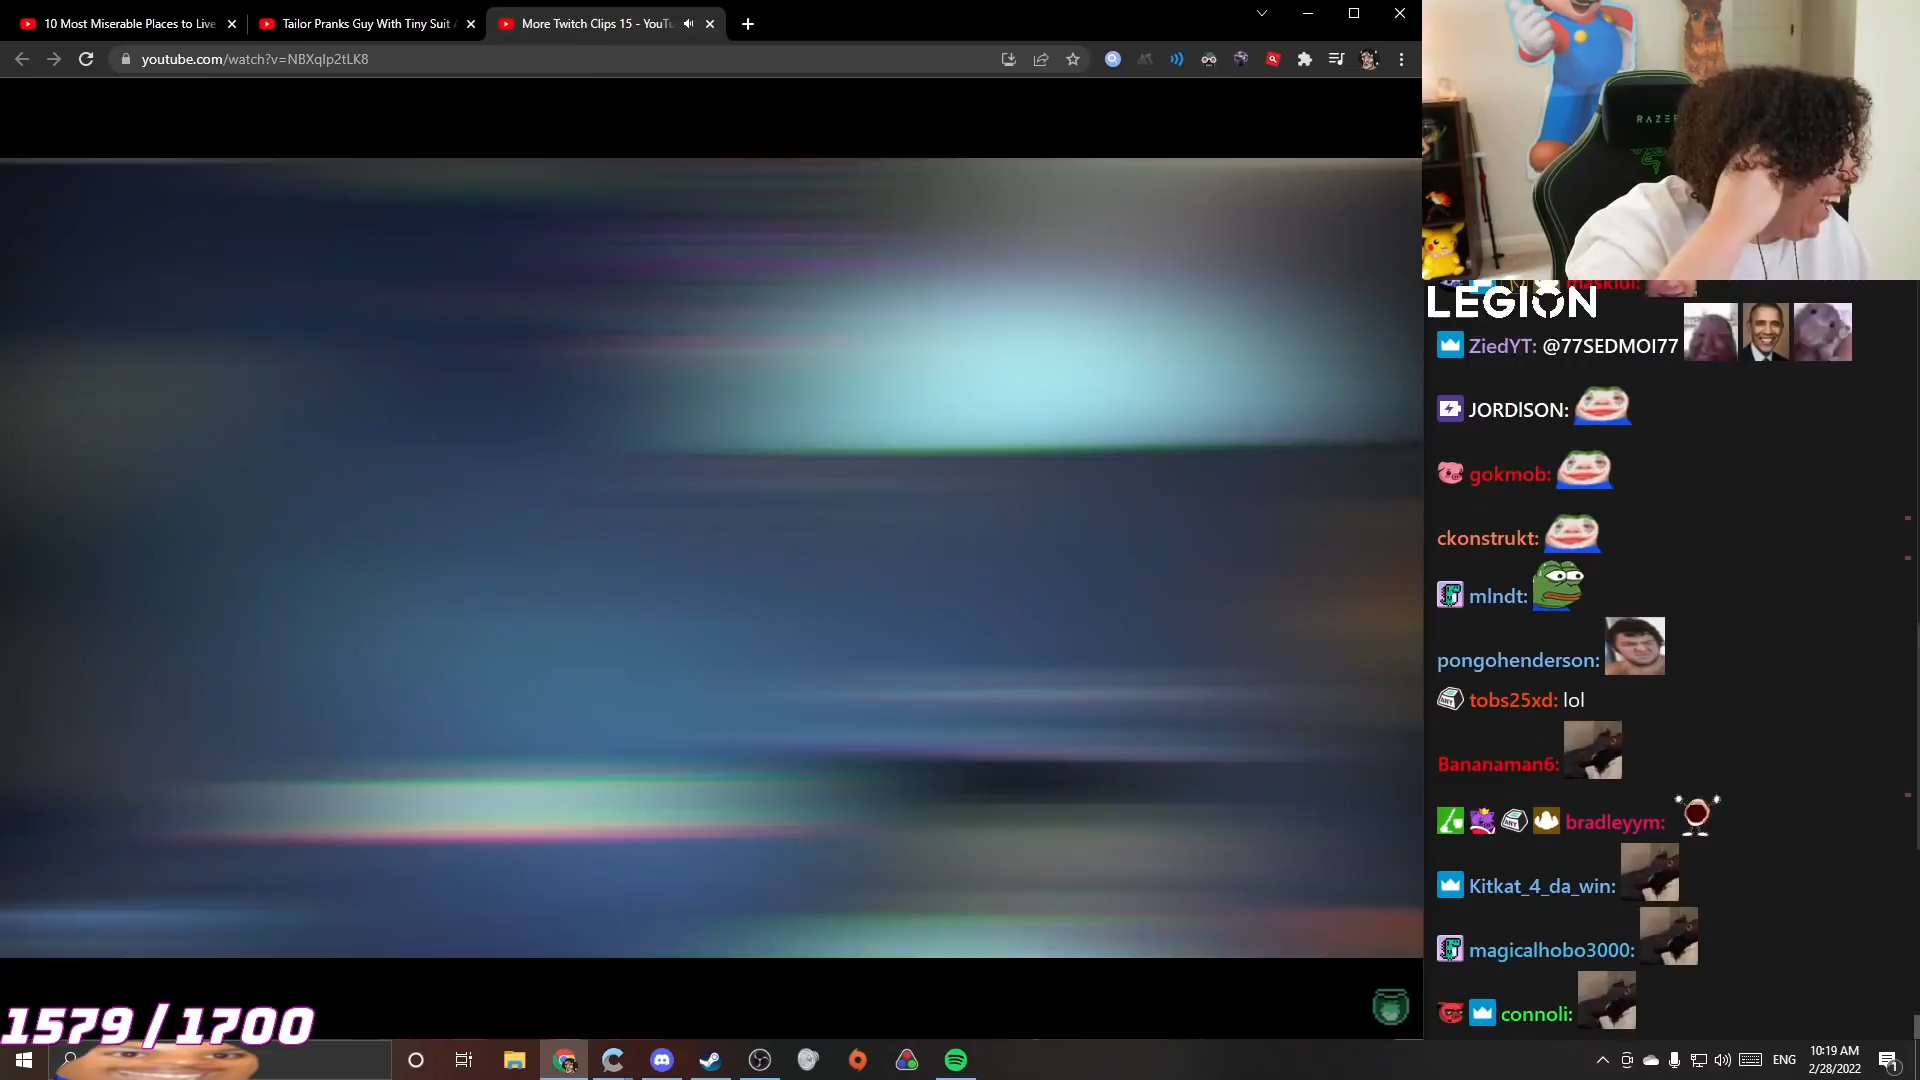 10 Most Miserable Places to Live
Tailor Pranks Guy With Tiny Suit
More Twitch Clips 15 - YouTu
youtube.com/watch?v=NBXqIp2tLK8
RAZER
LEGION
maskiui:
ZiedYT: @77SEDMOI77
JORDISON:
gokmob:
ckonstrukt:
mlndt:
pongohenderson:
tobs25xd: lol
Bananaman6:
bradleyym:
Kitkat_4_da_win:
magicalhobo3000:
connoli:
1579/1700
ENG
10:19 AM
2/28/2022
1